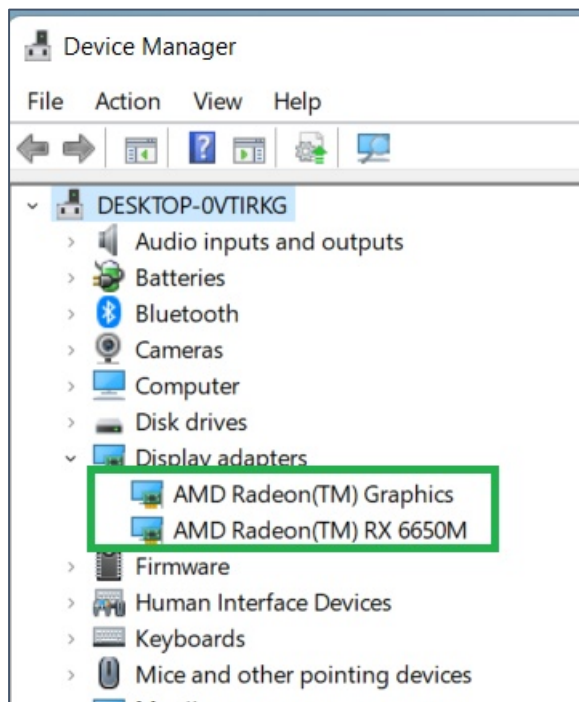 Device Manager
File Action View Help
DESKTOP-0VTIRKG
Audio inputs and outputs
Batteries
Bluetooth
Cameras
Computer
Disk drives
Display adapters
AMD Radeon(TM) Graphics
AMD Radeon(TM) RX 6650M
Firmware
Human Interface Devices
Keyboards
Mice and other pointing devices